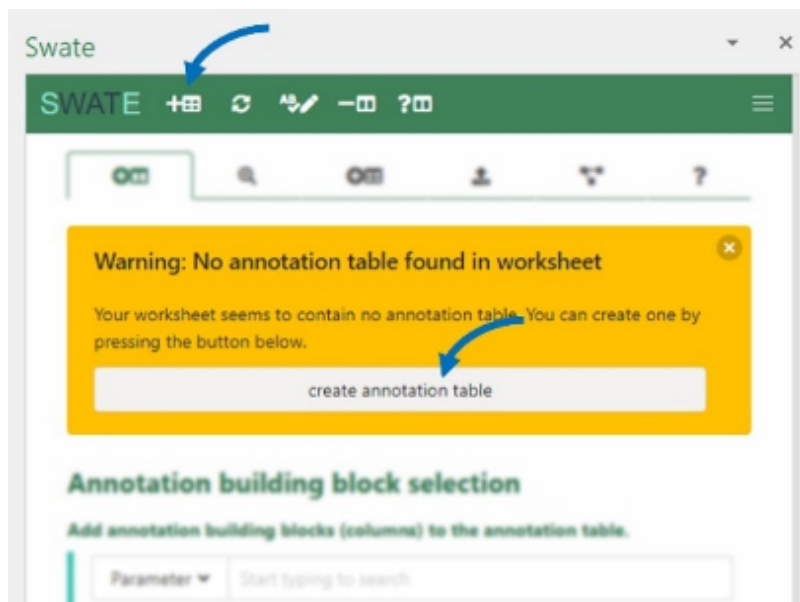 Swate
SWATE
Warning: No annotation table found in worksheet
Your worksheet seems to contain no annotation table. You can create one by
pressing the button below.
create annotation table
Annotation building block selection
Add annotation building blocks (columns) to the annotation table.
Parameter
Start typing to search